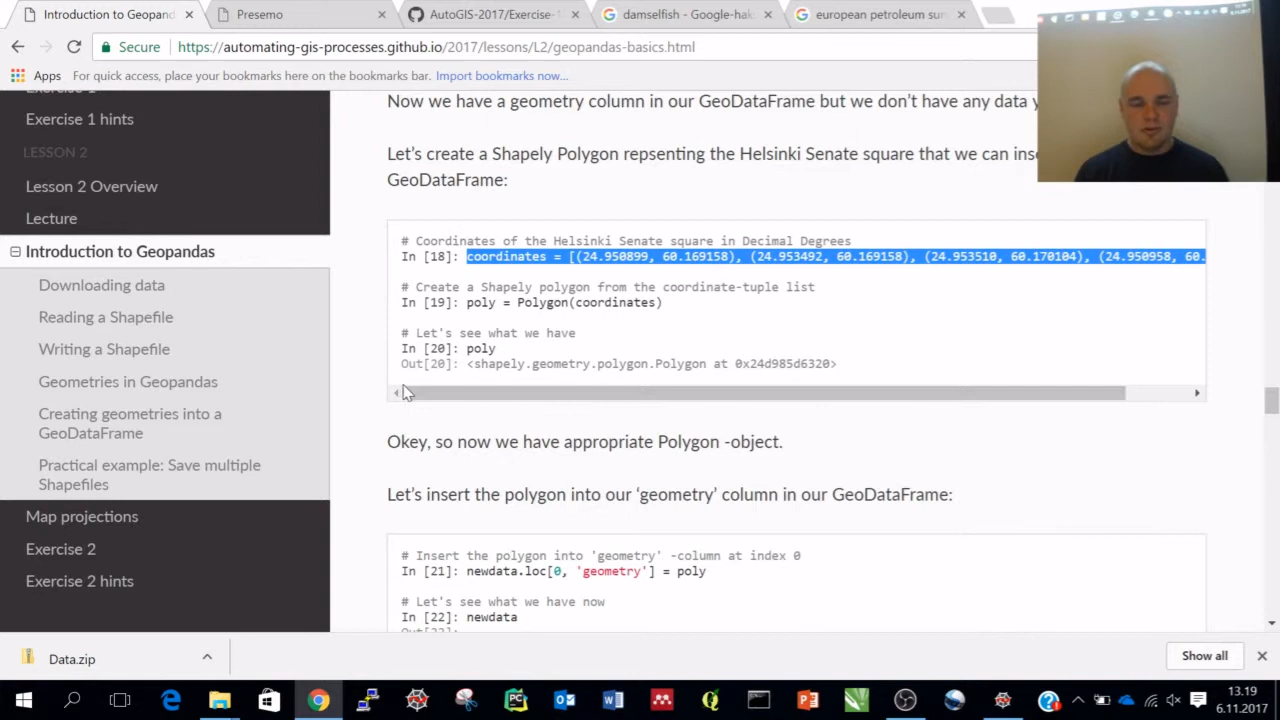 Introduction to Geopand
Presemo
AutoGIS-2017/Exercise-
damselfish - Google-hak
european petroleum sur
Secure
https://automating-gis-processes.github.io/2017/lessons/L2/geopandas-basics.html
Apps
For quick access, place your bookmarks here on the bookmarks bar. Import bookmarks now...
Exercise 1
Exercise 1 hints
LESSON 2
Lesson 2 Overview
Lecture
Introduction to Geopandas
Downloading data
Reading a Shapefile
Writing a Shapefile
Geometries in Geopandas
Creating geometries into a
GeoDataFrame
Practical example: Save multiple
Shapefiles
Map projections
Exercise 2
Exercise 2 hints
Now we have a geometry column in our GeoDataFrame but we don't have any data
Let's create a Shapely Polygon repsenting the Helsinki Senate square that we can
GeoDataFrame:
# Coordinates of the Helsinki Senate square in Decimal Degrees
In [18]: coordinates = [(24.950899, 60.169158), (24.953492, 60.169158), (24.953510, 60.170104), (24.950958, 60.
# Create a Shapely polygon from the coordinate-tuple list
In [19]: poly = Polygon(coordinates)
# Let's see what we have
In [20]: poly
Out[20]: <shapely.geometry.polygon.Polygon at 0x24d985d6320>
Okey, so now we have appropriate Polygon -object.
Let's insert the polygon into our 'geometry' column in our GeoDataFrame:
# Insert the polygon into 'geometry' -column at index 0
In [21]: newdata.loc[0, 'geometry'] = poly
# Let's see what we have now
In [22]: newdata
Data.zip
Show all
13.19
6.11.2017